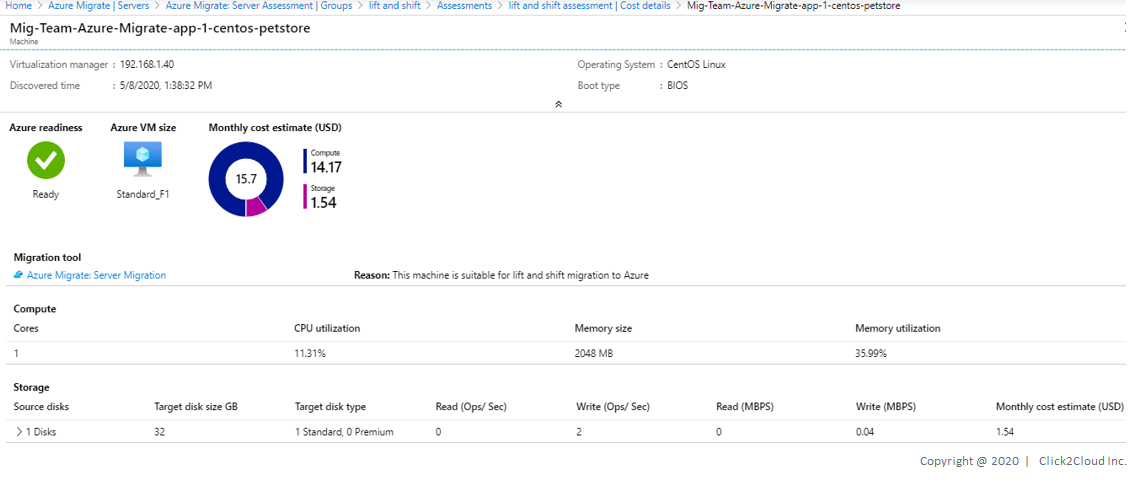 Home > Azure Migrate | Servers > Azure Migrate: Server Assessment | Groups > lift and shift > Assessments > lift and shift assessment | Cost details > Mig-Team-Azure-Migrate-app-1-centos-petstore
Mig-Team-Azure-Migrate-app-1-centos-petstore
Machine
Virtualization manager : 192.168.1.40 Operating System : CentOS Linux
Discovered time : 5/8/2020, 1:38:32 PM Boot type : BIOS
Azure readiness Azure VM size Monthly cost estimate (USD)
Compute
14.17
15.7
Storage
1.54
Ready Standard_F1
Migration tool
Azure Migrate: Server Migration Reason: This machine is suitable for lift and shift migration to Azure
Compute
Cores CPU utilization Memory size Memory utilization
1 11.31% 2048 MB 35.99%
Storage
Source disks Target disk size GB Target disk type Read (Ops/ Sec) Write (Ops/ Sec) Read (MBPS) Write (MBPS) Monthly cost estimate (USD)
> 1 Disks 32 1 Standard, 0 Premium 0 2 0 0.04 1.54
Copyright @ 2020 | Click2Cloud Inc.